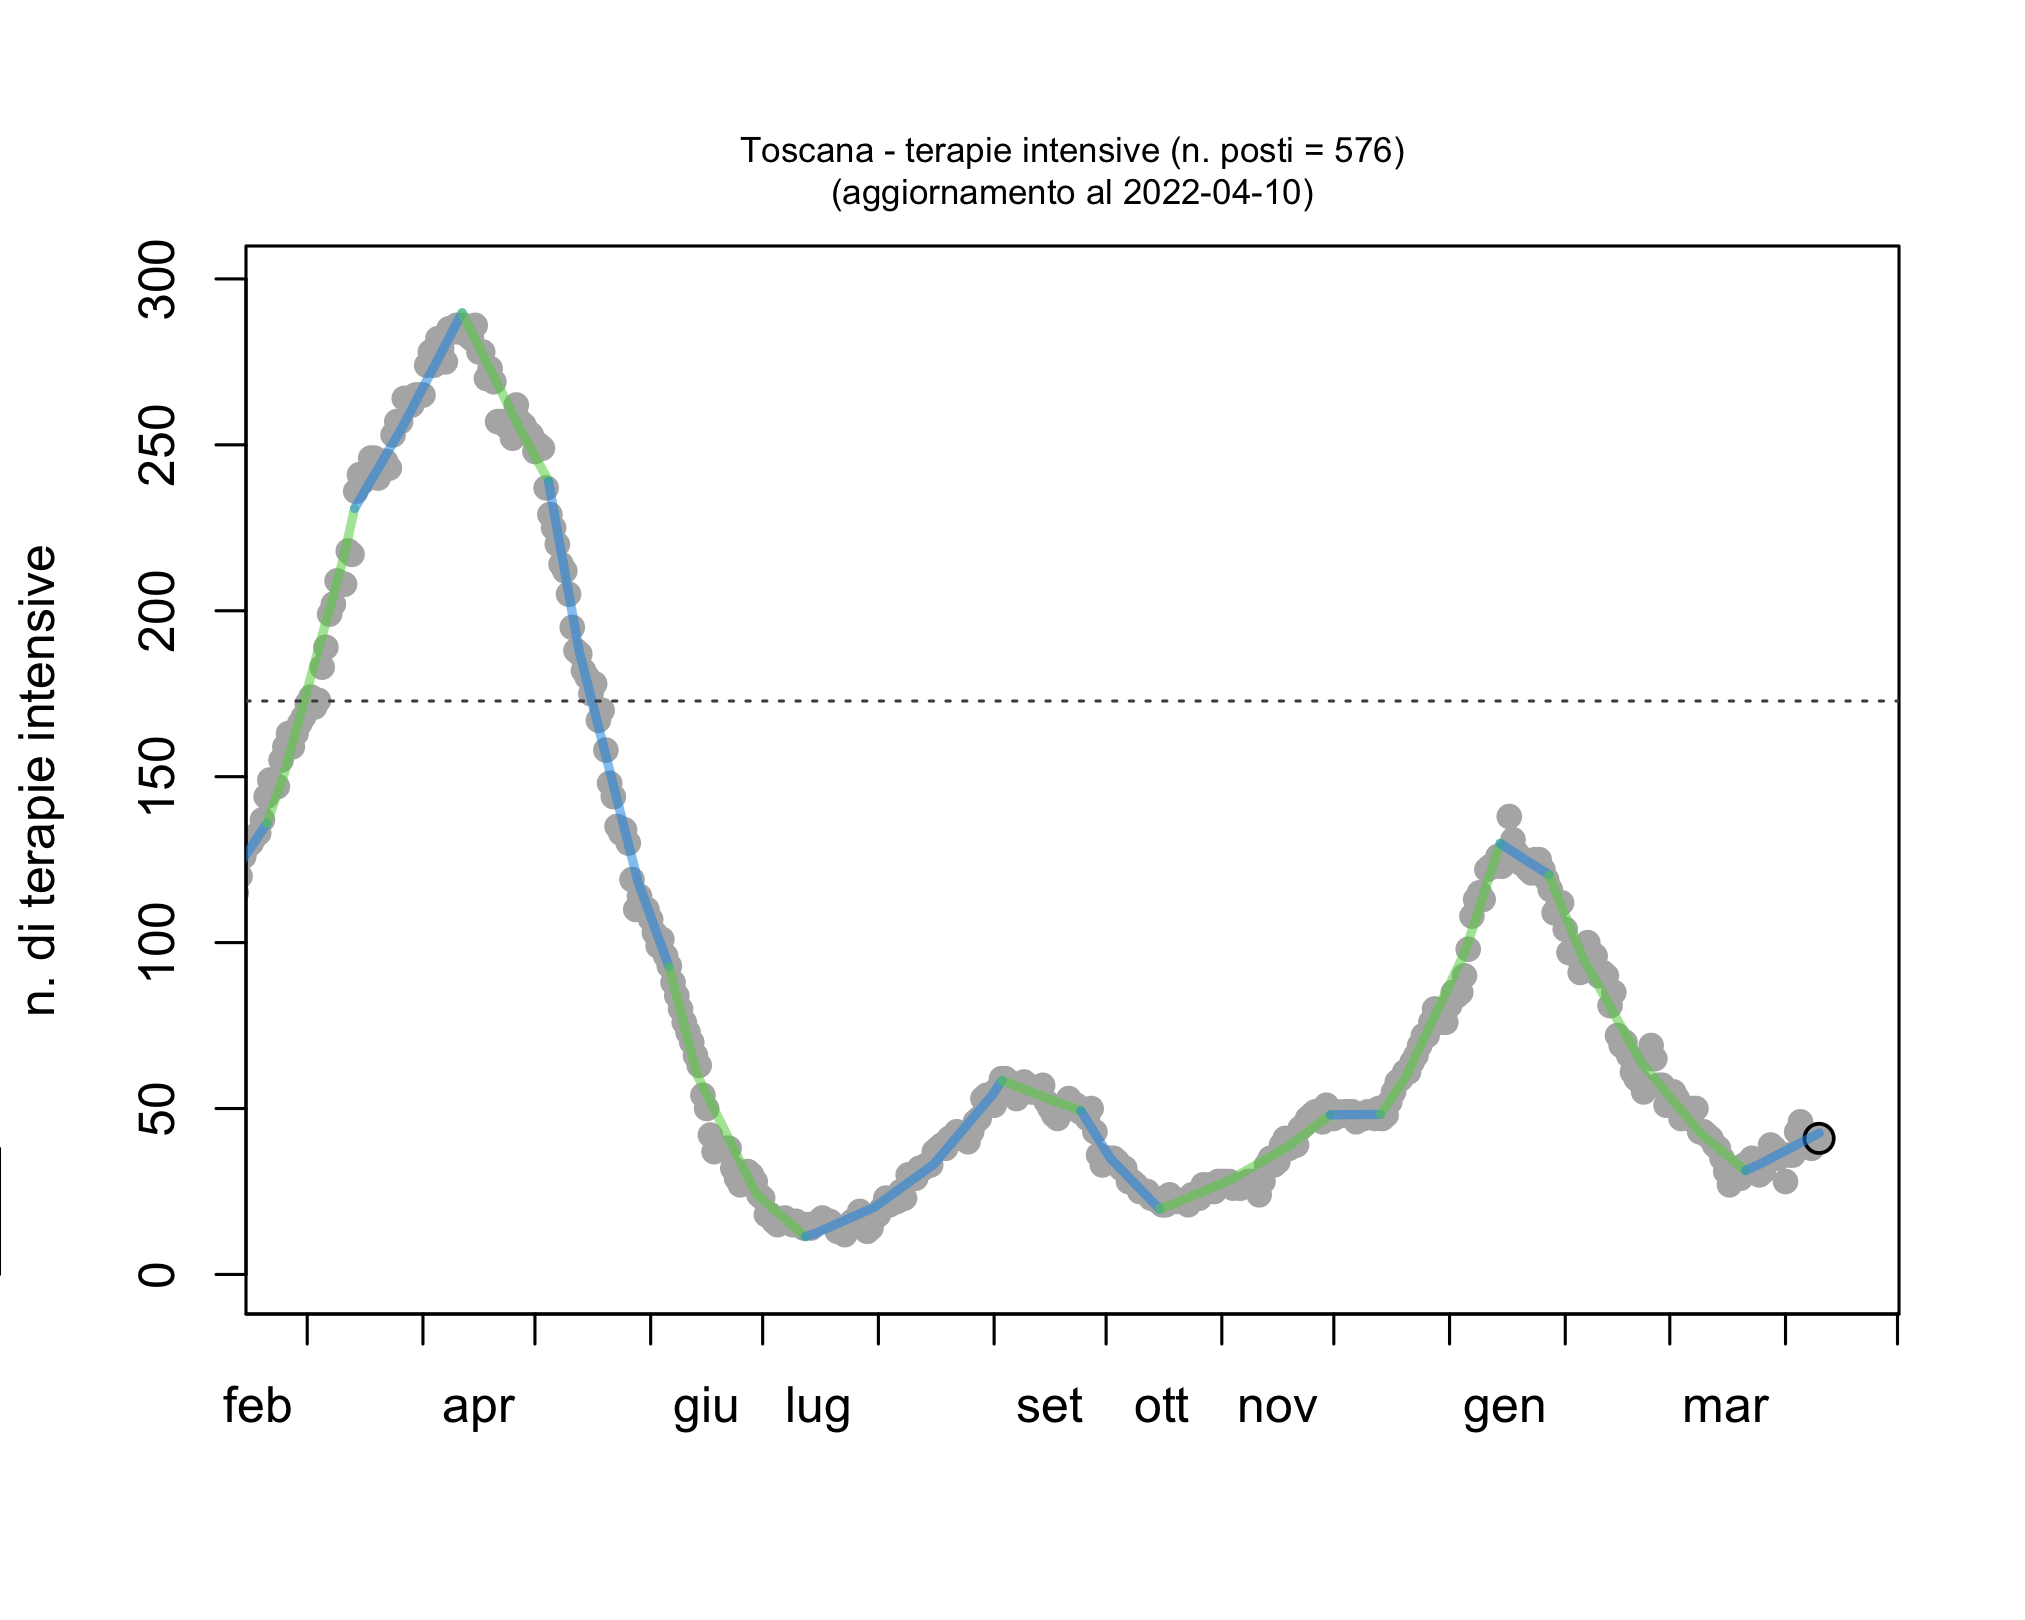 Toscana - terapie intensive (n. posti = 576)
(aggiornamento al 2022-04-10)
n. di terapie intensive
300
250
200
150
100
50
0
feb apr giu lug set ott nov gen mar